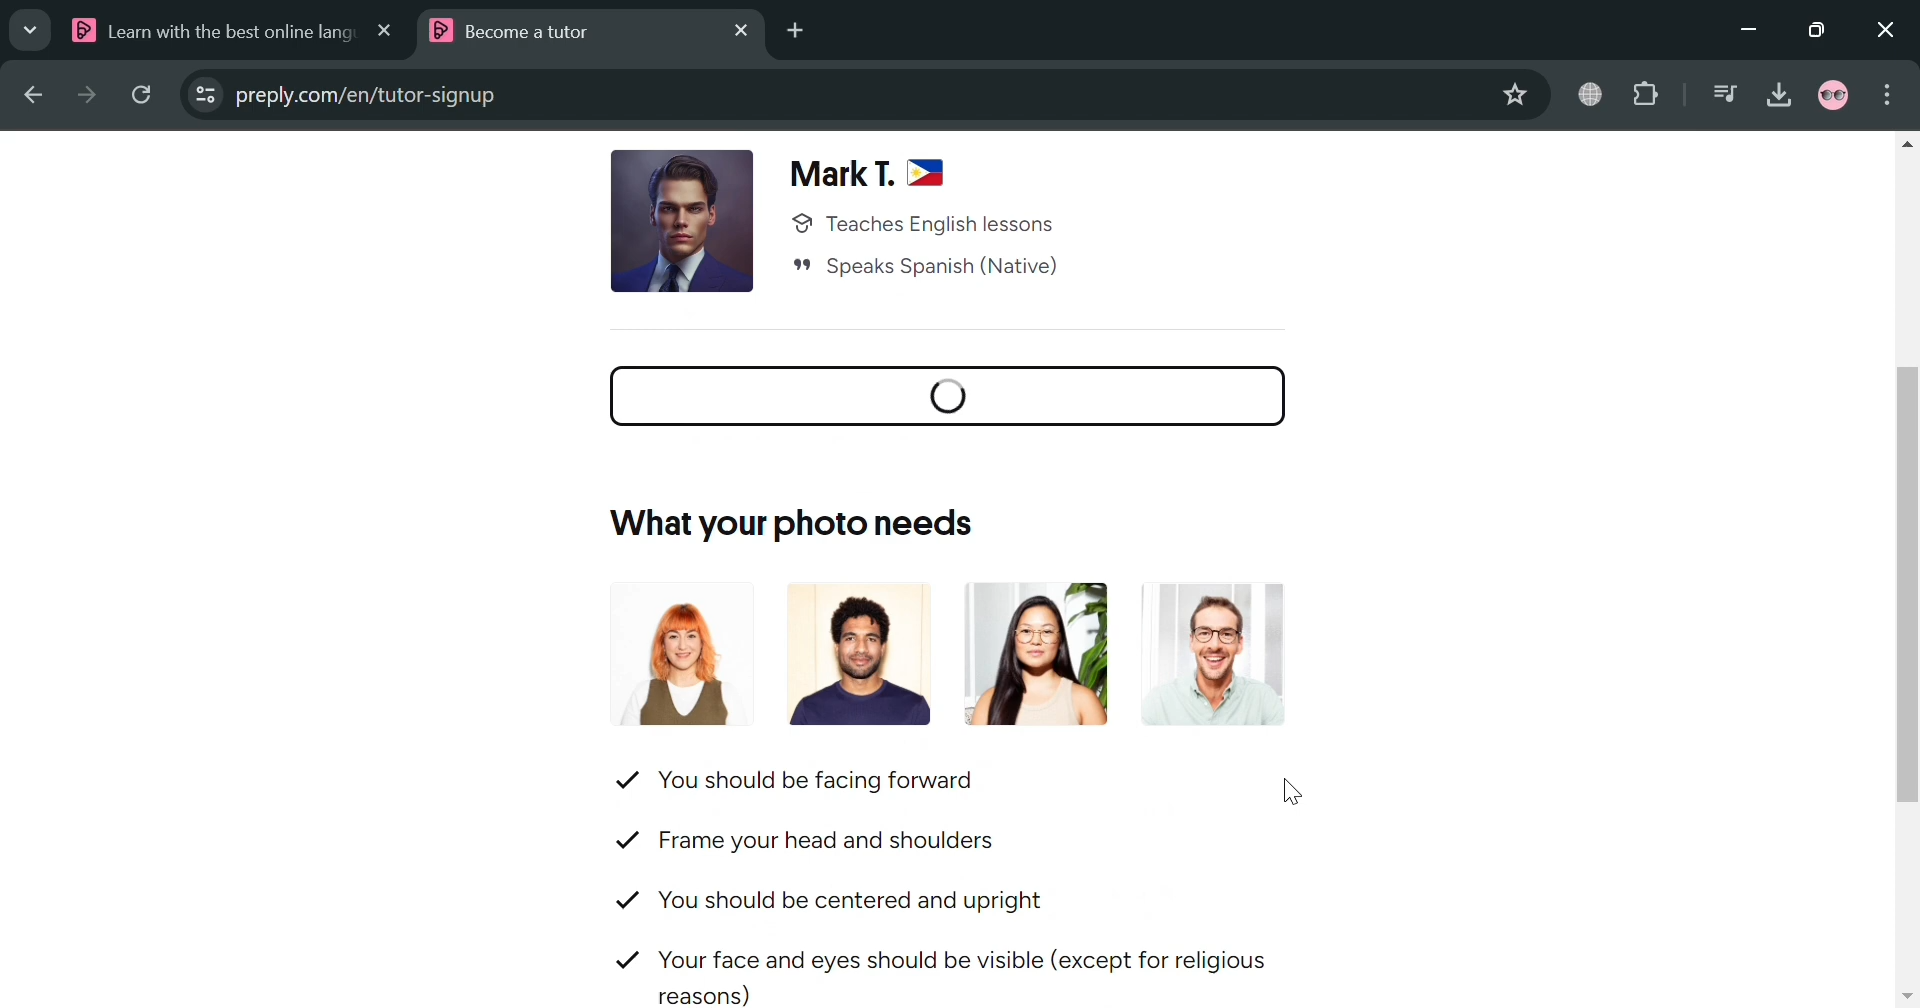 Learn with the best online langu
Become a tutor
preply.com/en/tutor-signup
Mark T.
Teaches English lessons
Speaks Spanish (Native)
What your photo needs
You should be facing forward
Frame your head and shoulders
You should be centered and upright
Your face and eyes should be visible (except for religious
reasons)